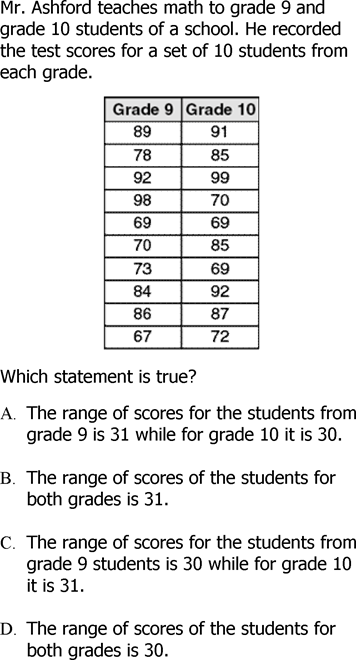 Mr. Ashford teaches math to grade 9 and
grade 10 students of a school. He recorded
the test scores for a set of 10 students from
each grade.
Grade 9 Grade 10
89 91
78 85
92 99
98 70
69 69
70 85
73 69
84 92
86 87
67 72
Which statement is true?
A. The range of scores for the students from
grade 9 is 31 while for grade 10 it is 30.
B. The range of scores of the students for
both grades is 31.
C. The range of scores for the students from
grade 9 students is 30 while for grade 10
it is 31.
D. The range of scores of the students for
both grades is 30.